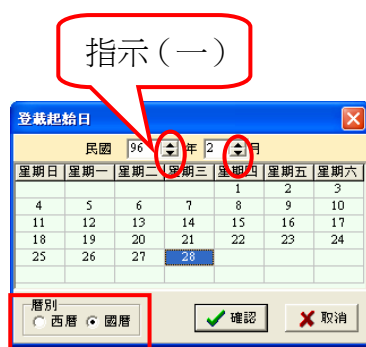 指示(一)
登載起始日
民國 96 年 2 月
星期日 星期一 星期二 星期三 星期四 星期五 星期六
1 2 3
4 5 6 7 8 9 10
11 12 13 14 15 16 17
18 19 20 21 22 23 24
25 26 27 28
曆別
西曆 國曆 確認 取消